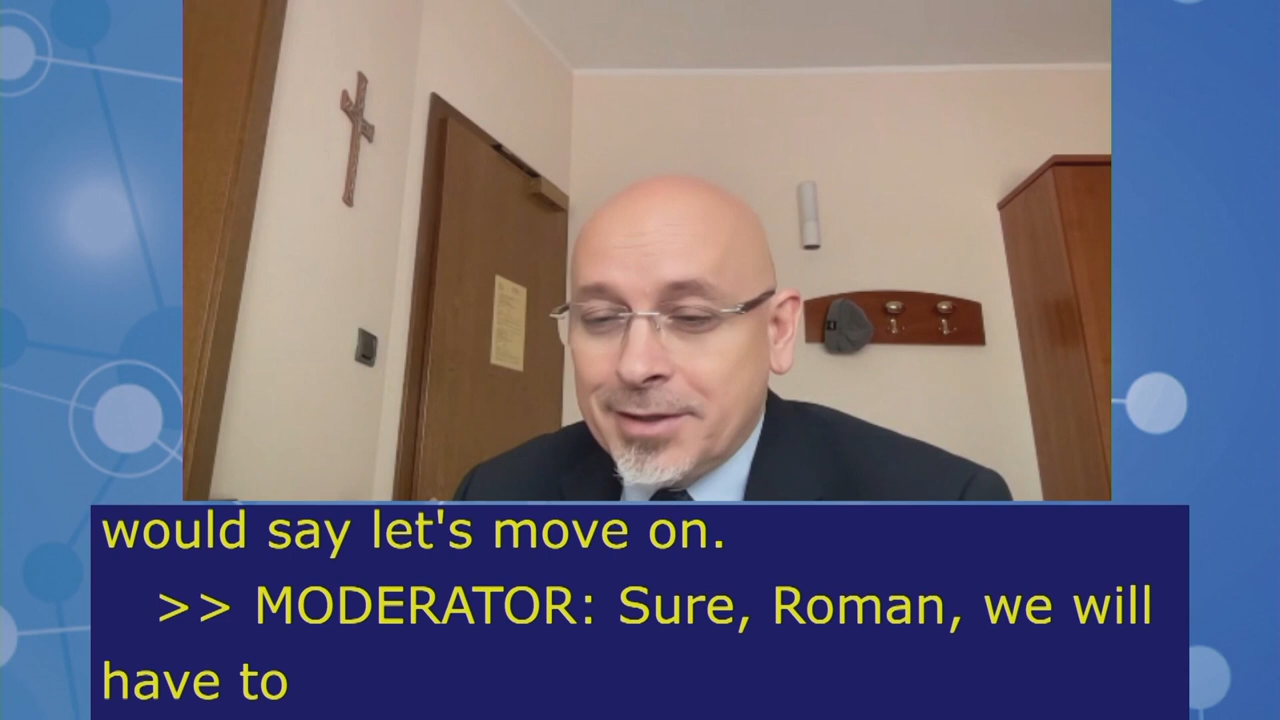 would say let's move on.
>> MODERATOR: Sure, Roman, we will
have to